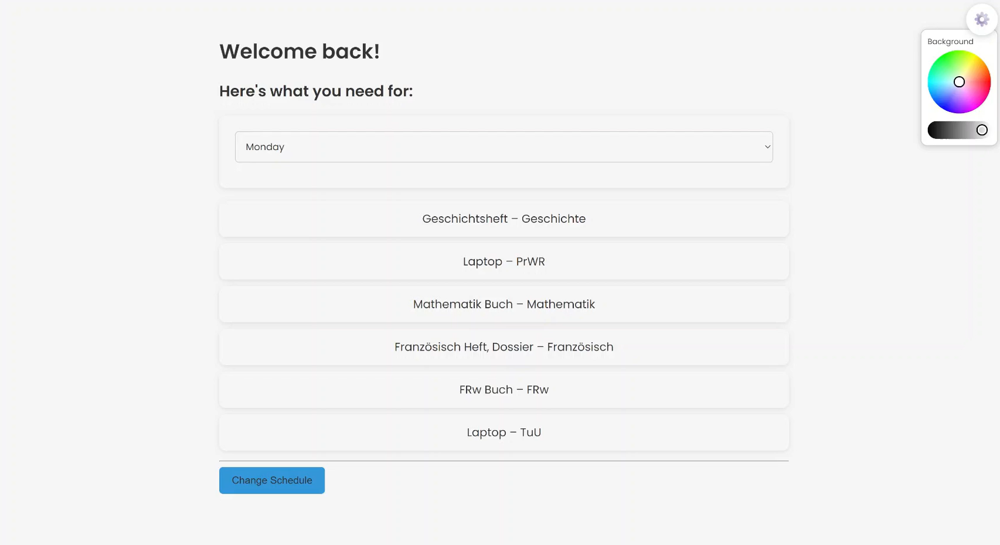 Welcome back!
Background
Here's what you need for:
Monday
Geschichtsheft – Geschichte
Laptop – PrWR
Mathematik Buch – Mathematik
Französisch Heft, Dossier – Französisch
FRw Buch – FRw
Laptop – TuU
Change Schedule